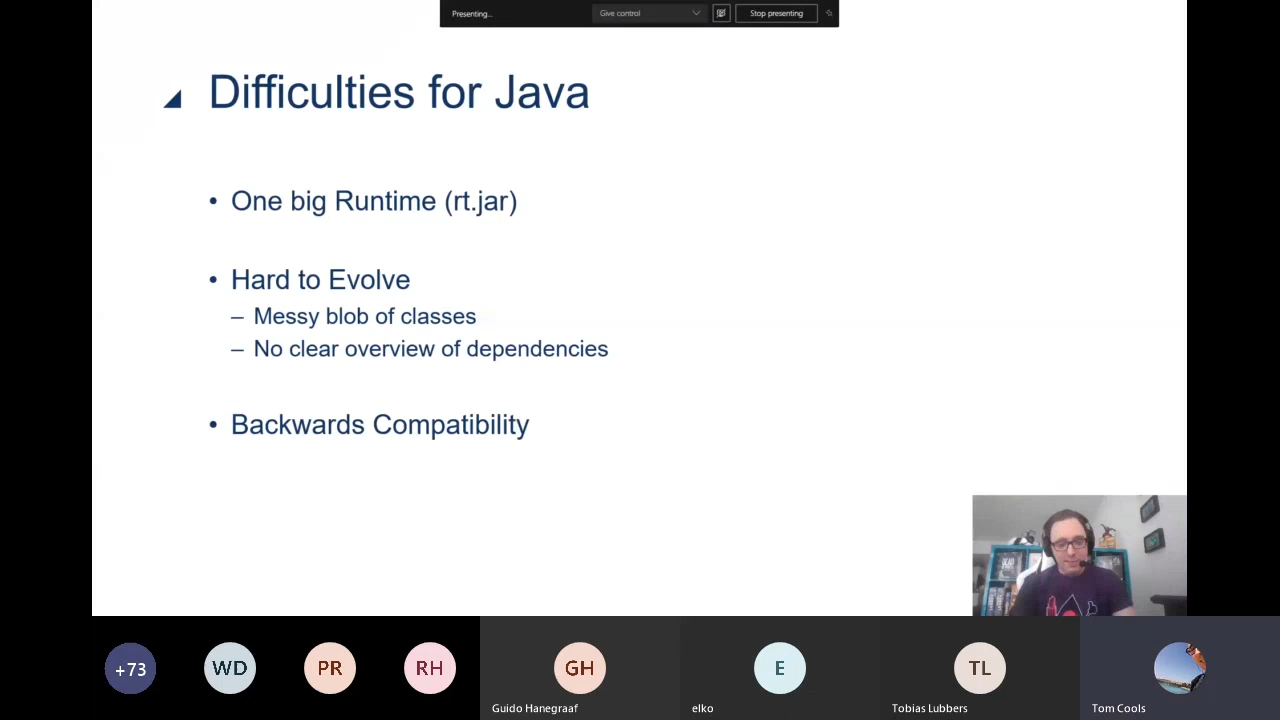 Presenting...
Give control
Stop presenting
Difficulties for Java
• One big Runtime (rt.jar)
• Hard to Evolve
– Messy blob of classes
– No clear overview of dependencies
• Backwards Compatibility
+73
WD
PR
RH
GH
E
TL
Guido Hanegraaf
elko
Tobias Lubbers
Tom Cools